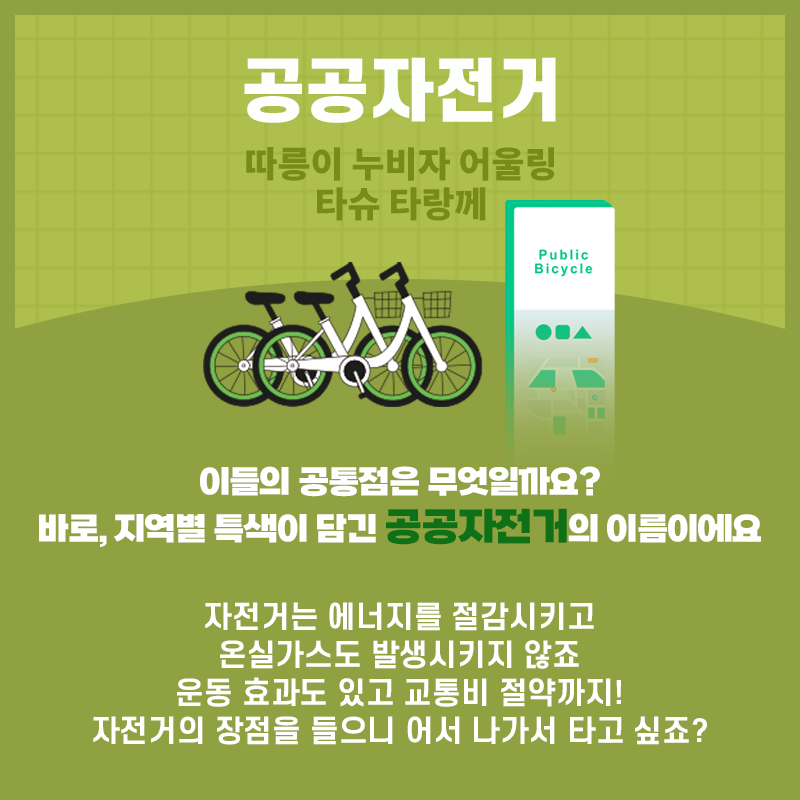 공공자전거
따릉이 누비자 어울링
타슈 타랑께
Public
Bicycle
이들의 공통점은 무엇일까요?
바로, 지역별 특색이 담긴 공공자전거의 이름이에요
자전거는 에너지를 절감시키고
온실가스도 발생시키지 않죠
운동 효과도 있고 교통비 절약까지!
자전거의 장점을 들으니 어서 나가서 타고 싶죠?